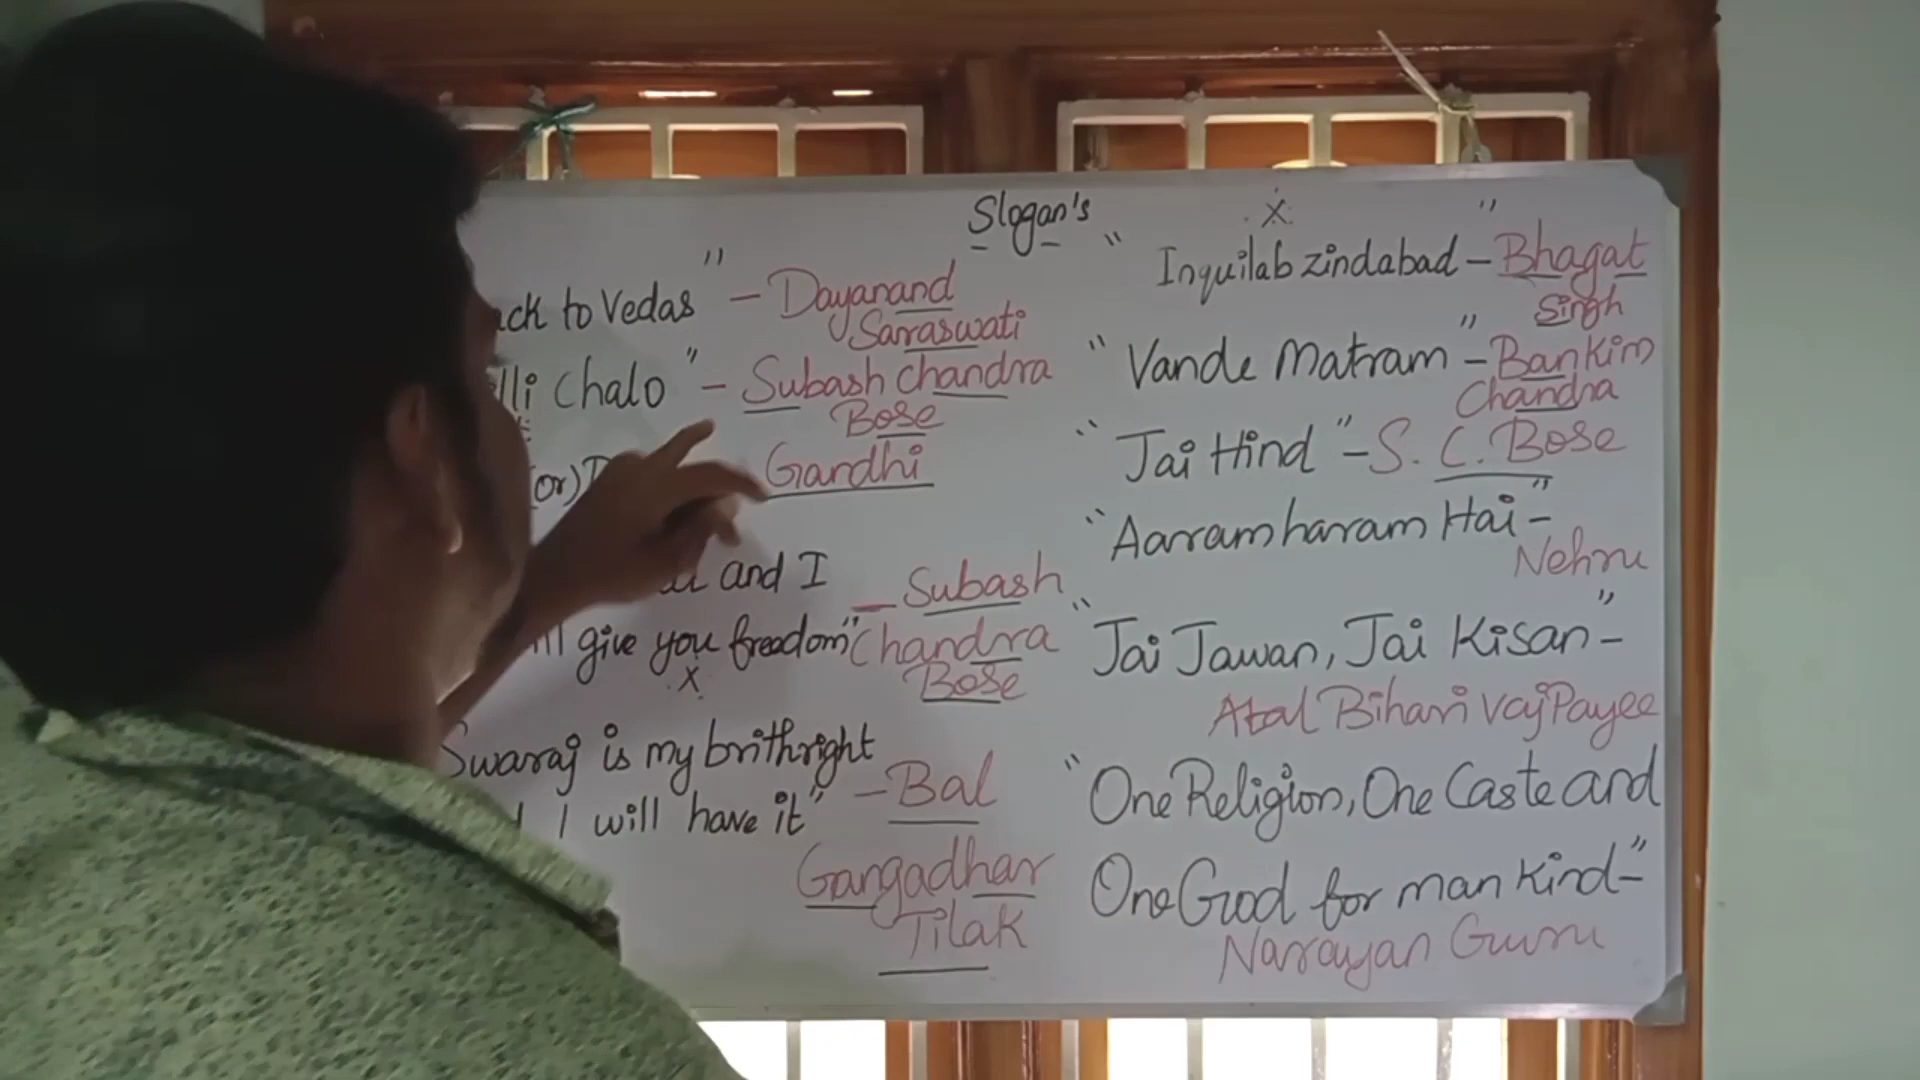 Slogan's
to Vedas" - Dayanand
Saraswati
Chalo" - Subash Chandra
Bose
(or) Gandhi
and I
- Subash
give you freedom" Chandra
Bose
X
Swaraj is my brithright
I will have it" - Bal
Gangadhar
Tilak
X
"Inquilab zindabad" - Bhagat
Singh
"Vande Matram" - Bankim
Chandra
"Jai Hind" - S. C. Bose
"Aaram haram Hai" -
Nehru
"Jai Jawan, Jai Kisan" -
Atal Bihari VajPayee
"One Religion, One Caste and
One God for man kind" -
Narayan Guru